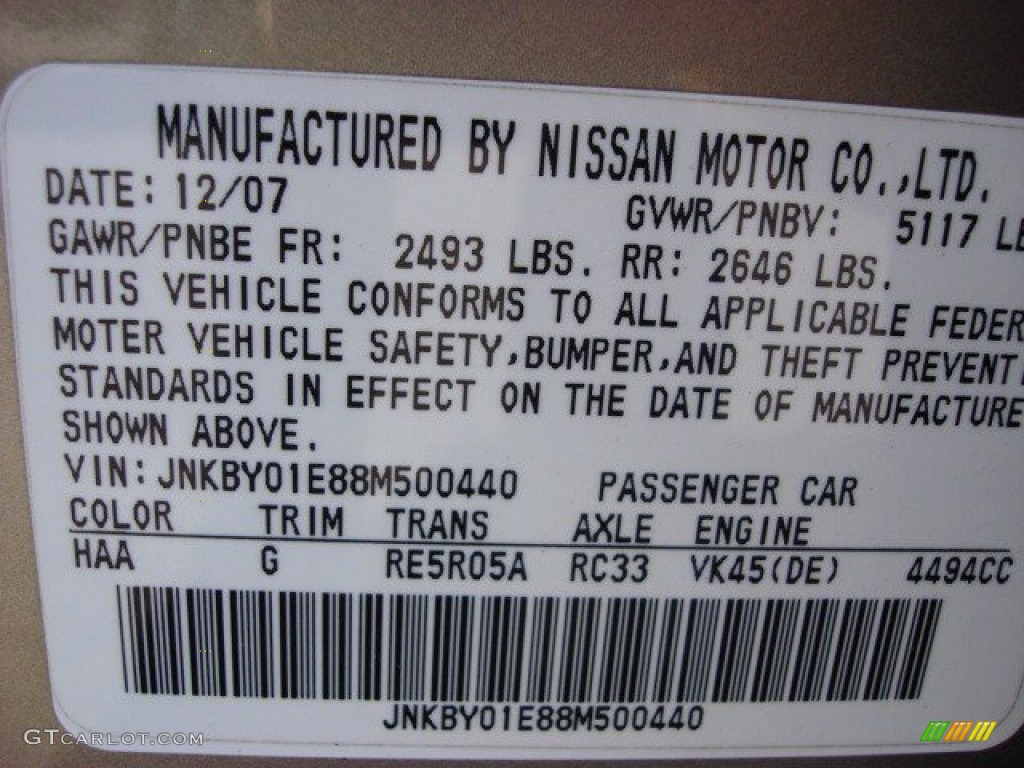 MANUFACTURED BY NISSAN MOTOR CO.,LTD.
DATE: 12/07 GVWR/PNBV: 5117 LB
GAWR/PNBE FR: 2493 LBS. RR: 2646 LBS.
THIS VEHICLE CONFORMS TO ALL APPLICABLE FEDER
MOTER VEHICLE SAFETY,BUMPER,AND THEFT PREVENT
STANDARDS IN EFFECT ON THE DATE OF MANUFACTURE
SHOWN ABOVE.
VIN: JNKBY01E88M500440 PASSENGER CAR
COLOR TRIM TRANS AXLE ENGINE
HAA G RE5R05A RC33 VK45(DE) 4494CC
JNKBY01E88M500440
GTCARLOT.COM